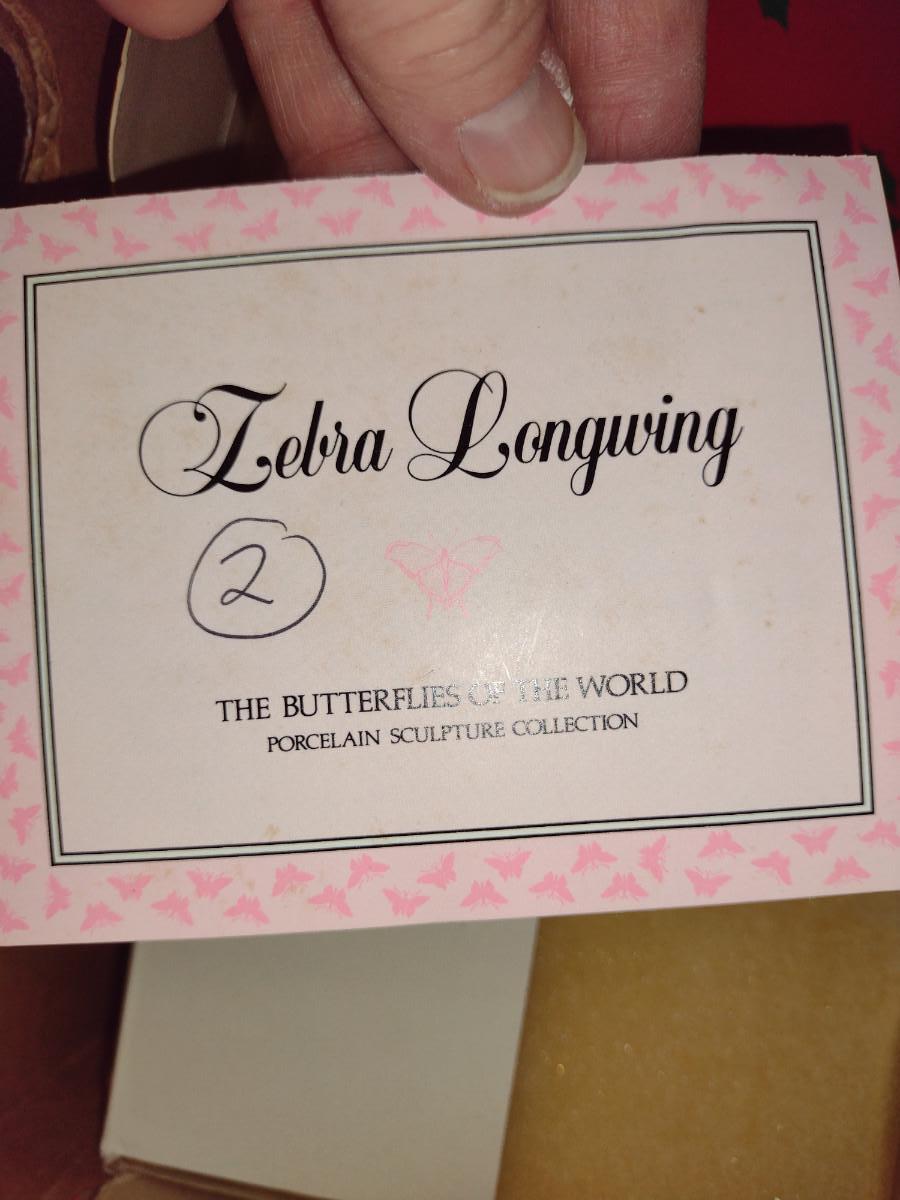 Zebra Longwing
2
THE BUTTERFLIES OF THE WORLD
PORCELAIN SCULPTURE COLLECTION